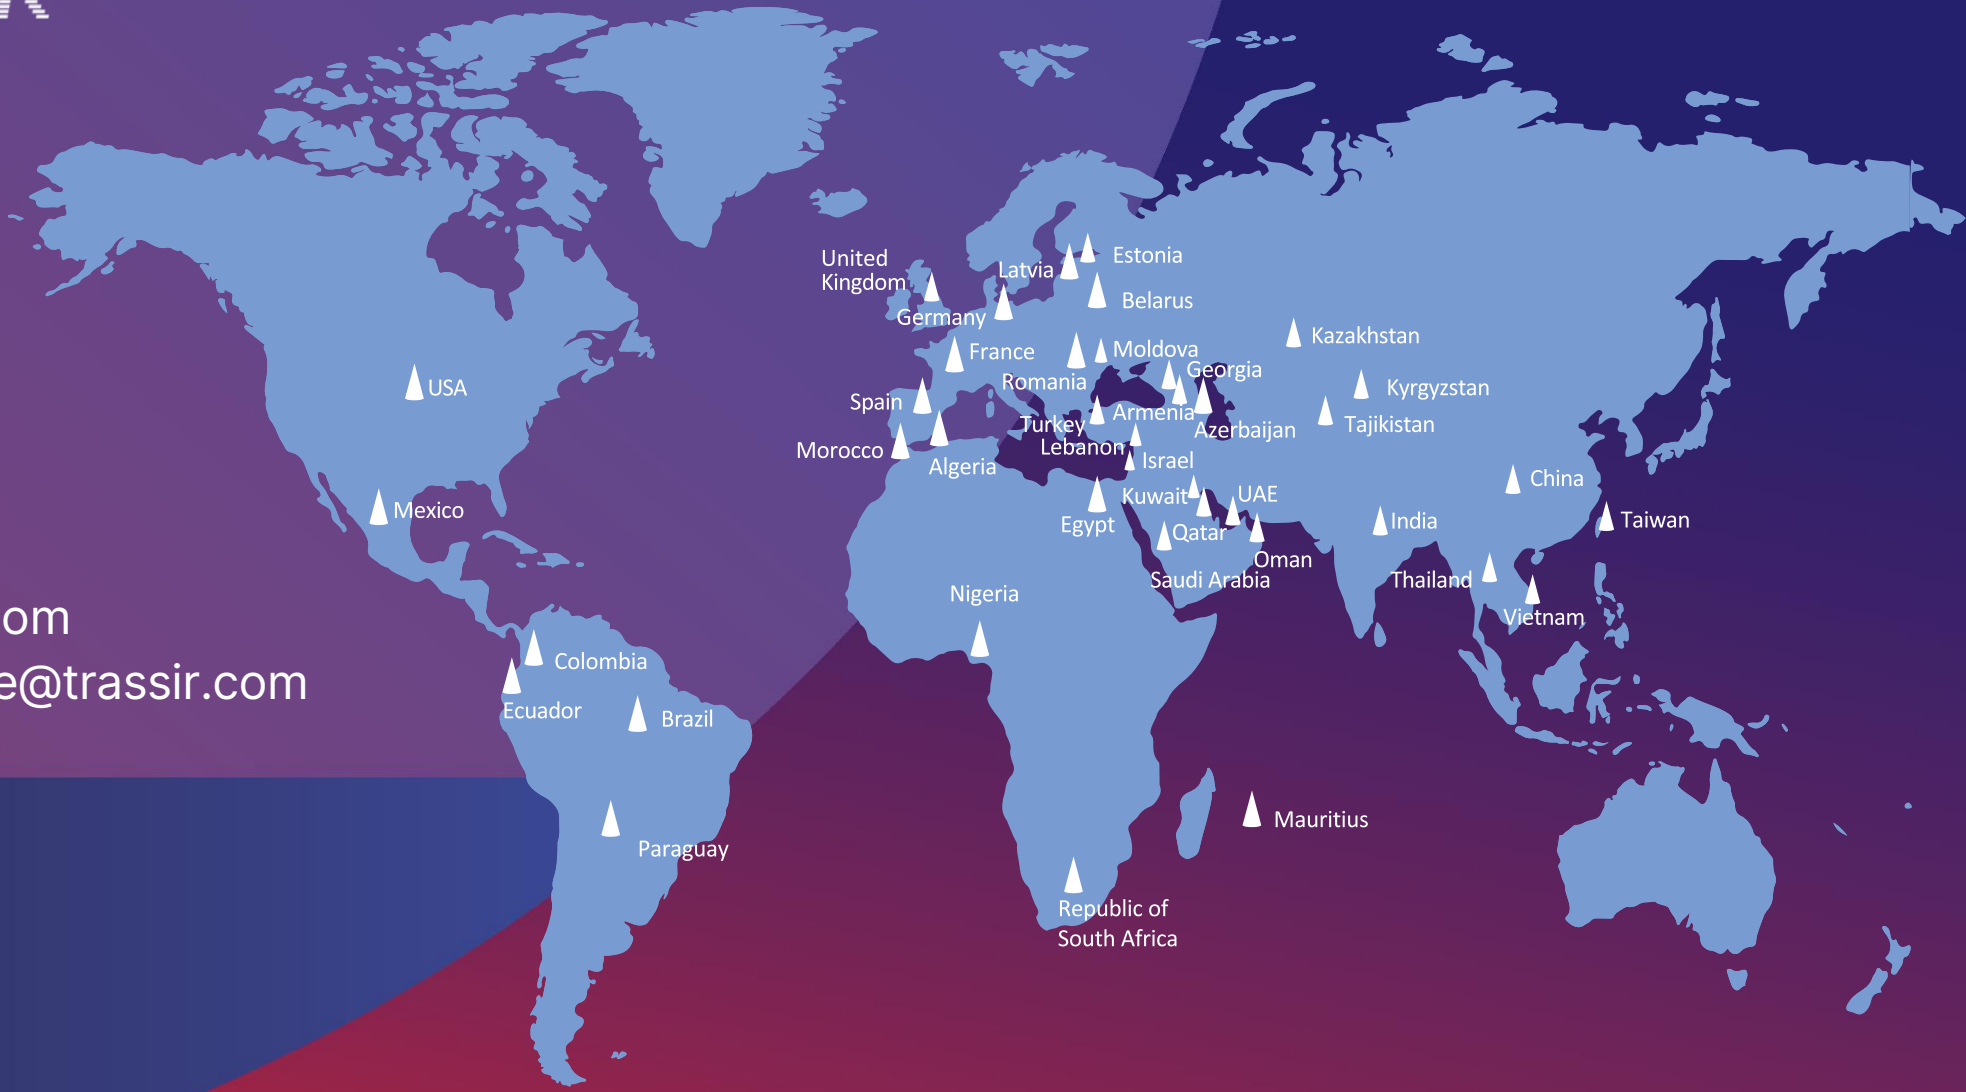 Estonia
United
Kingdom
Latvia
Belarus
Germany
Kazakhstan
France
Moldova
Georgia
Romania
USA
Kyrgyzstan
Spain
Armenia
Turkey
Tajikistan
Azerbaijan
Lebanon
Morocco
Israel
Algeria
China
Kuwait
UAE
Mexico
Egypt
India
Taiwan
Qatar
Oman
Saudi Arabia
Thailand
Nigeria
Vietnam
om
Colombia
e@trassir.com
Ecuador
Brazil
Mauritius
Paraguay
Republic of
South Africa